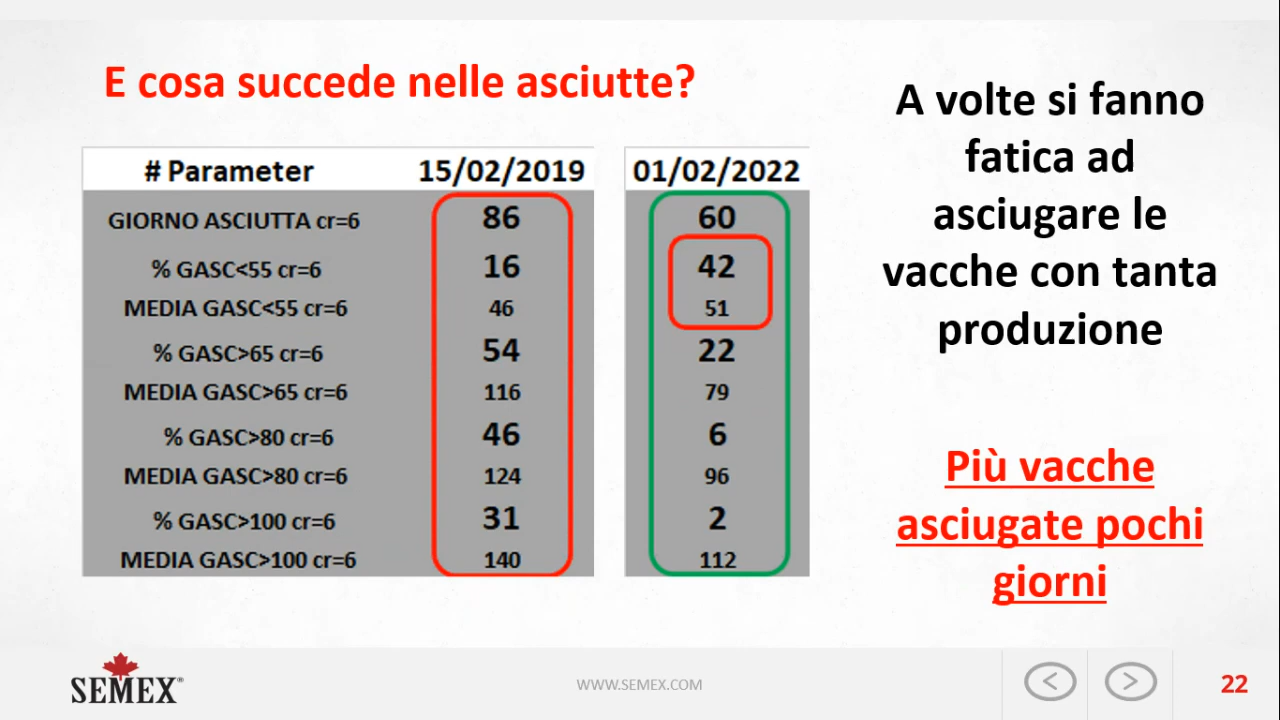 E cosa succede nelle asciutte?
# Parameter 15/02/2019 01/02/2022
GIORNO ASCIUTTA cr=6 86 60
% GASC<55 cr=6 16 42
MEDIA GASC<55 cr=6 46 51
% GASC>65 cr=6 54 22
MEDIA GASC>65 cr=6 116 79
% GASC>80 cr=6 46 6
MEDIA GASC>80 cr=6 124 96
% GASC>100 cr=6 31 2
MEDIA GASC>100 cr=6 140 112
A volte si fanno
fatica ad
asciugare le
vacche con tanta
produzione
Più vacche
asciugate pochi
giorni
SEMEX®
WWW.SEMEX.COM
< >
22